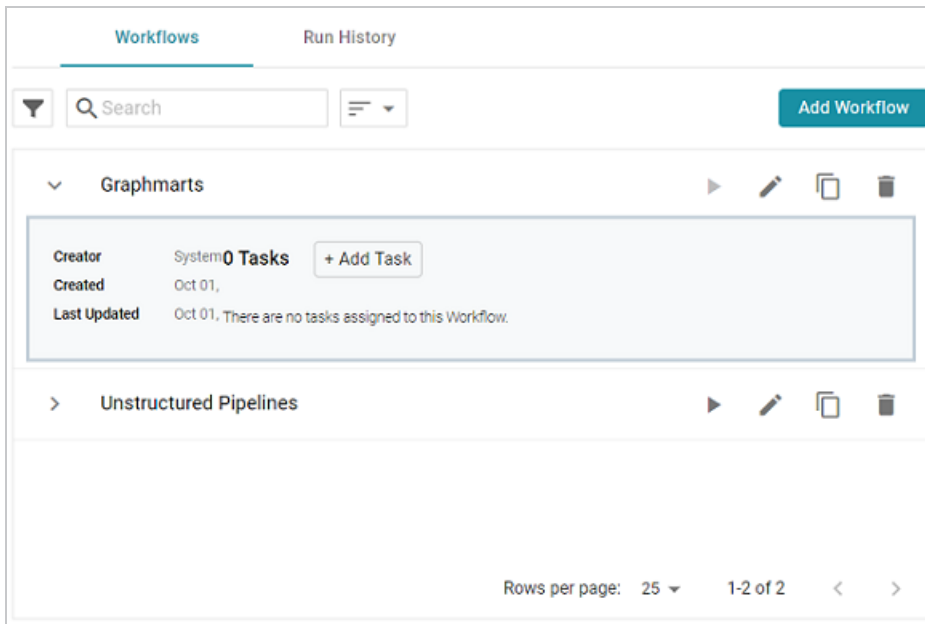 Workflows Run History
Search Add Workflow
Graphmarts
Creator System 0 Tasks + Add Task
Created Oct 01,
Last Updated Oct 01, There are no tasks assigned to this Workflow.
Unstructured Pipelines
Rows per page: 25 1-2 of 2